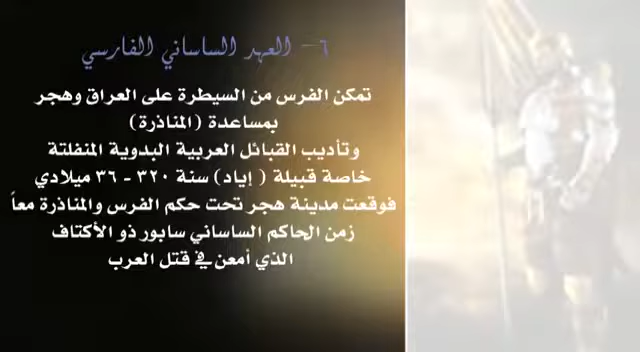 ٦- العهد الساساني الفارسي
تمكن الفرس من السيطرة على العراق وهجر
بمساعدة (المناذرة)
وتأديب القبائل العربية البدوية المنفلتة
خاصة قبيلة ( إياد) سنة ٣٢٠ - ٣٦ ميلادي
فوقعت مدينة هجر تحت حكم الفرس والمناذرة معاً
زمن الحاكم الساساني سابور ذو الأكتاف
الذي أمعن في قتل العرب